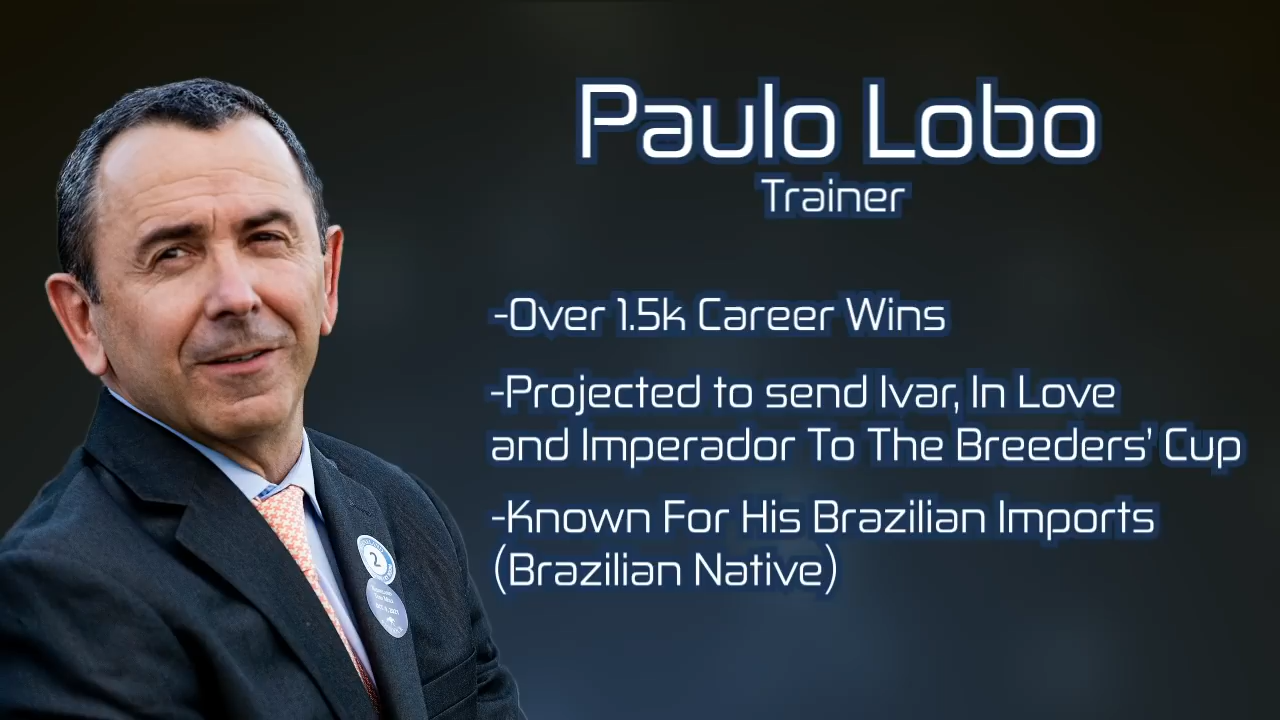 Paulo Lobo
Trainer
-Over 1.5k Career Wins
-Projected to send Ivar, In Love
and Imperador To The Breeders' Cup
-Known For His Brazilian Imports
(Brazilian Native)
2